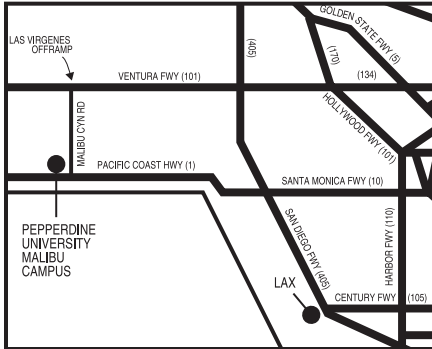 GOLDEN STATE FWY (5)
LAS VIRGENES
OFFRAMP
(405)
(170)
VENTURA FWY (101)
(134)
MALIBU CYN RD
HOLLYWOOD FWY (101)
PACIFIC COAST HWY (1)
SANTA MONICA FWY (10)
PEPPERDINE
UNIVERSITY
MALIBU
CAMPUS
SAN DIEGO FWY (405)
HARBOR FWY (110)
LAX
CENTURY FWY (105)